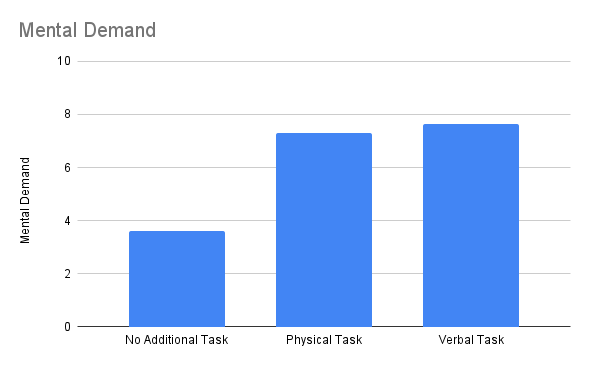 Mental Demand
10
8
6
4
2
0
Mental Demand
No Additional Task
Physical Task
Verbal Task